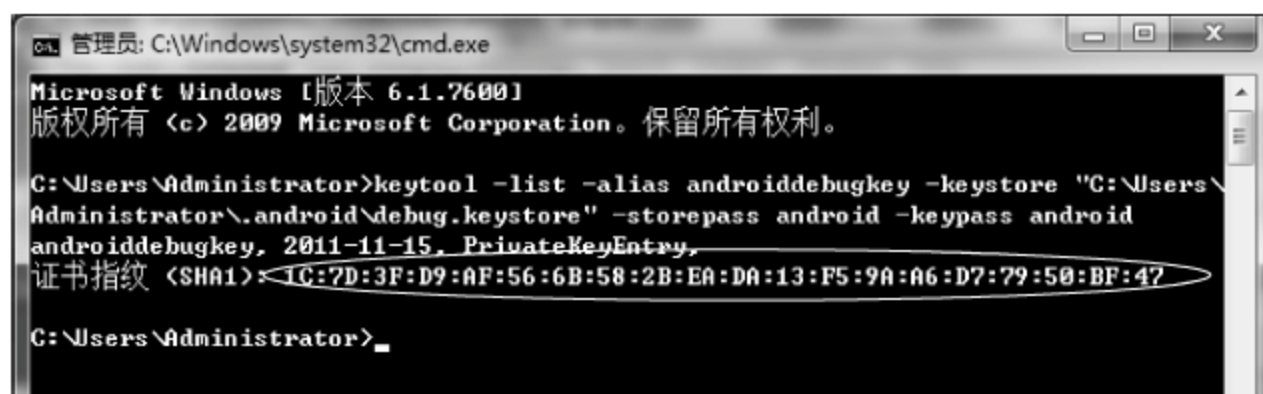 管理员: C:\Windows\system32\cmd.exe
Microsoft Windows [版本 6.1.7600]
版权所有 (c) 2009 Microsoft Corporation。保留所有权利。
C:\Users\Administrator>keytool -list -alias androiddebugkey -keystore "C:\Users\
Administrator\.android\debug.keystore" -storepass android -keypass android
androiddebugkey, 2011-11-15, PrivateKeyEntry,
证书指纹 (SHA1): 1C:7D:3F:D9:AF:56:6B:58:2B:EA:DA:13:F5:9A:A6:D7:79:50:BF:47
C:\Users\Administrator>